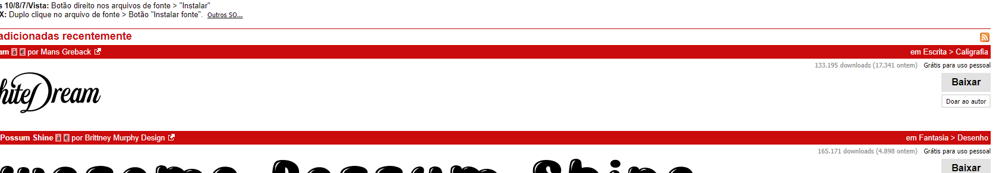 s 10/8/7/Vista: Botão direito nos arquivos de fonte > "Instalar"
X: Duplo clique no arquivo de fonte > Botão "Instalar fonte". Outros SO...
adicionadas recentemente
am à € por Mans Greback em Escrita > Caligrafia
133.195 downloads (17.341 ontem) Grátis para uso pessoal
hiteDream
Baixar
Doar ao autor
Possum Shine à € por Brittney Murphy Design em Fantasia > Desenho
165.171 downloads (4.898 ontem) Grátis para uso pessoal
Possum Shine
Baixar